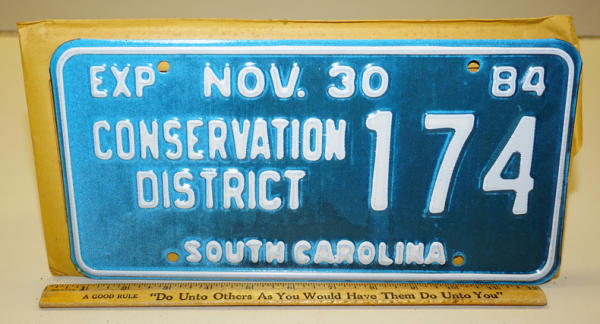 EXP NOV. 30 84
CONSERVATION 174
DISTRICT
SOUTH CAROLINA
A GOOD RULE "Do Unto Others As You Would Have Them Do Unto You"